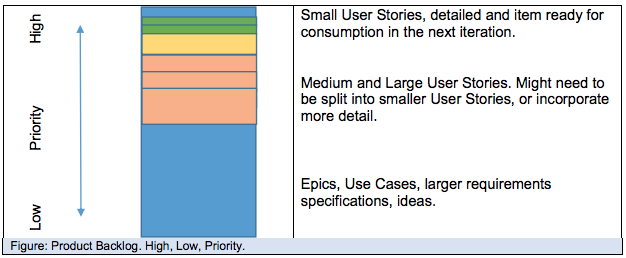 High
Priority
Low
Small User Stories, detailed and item ready for
consumption in the next iteration.
Medium and Large User Stories. Might need to
be split into smaller User Stories, or incorporate
more detail.
Epics, Use Cases, larger requirements
specifications, ideas.
Figure: Product Backlog. High, Low, Priority.